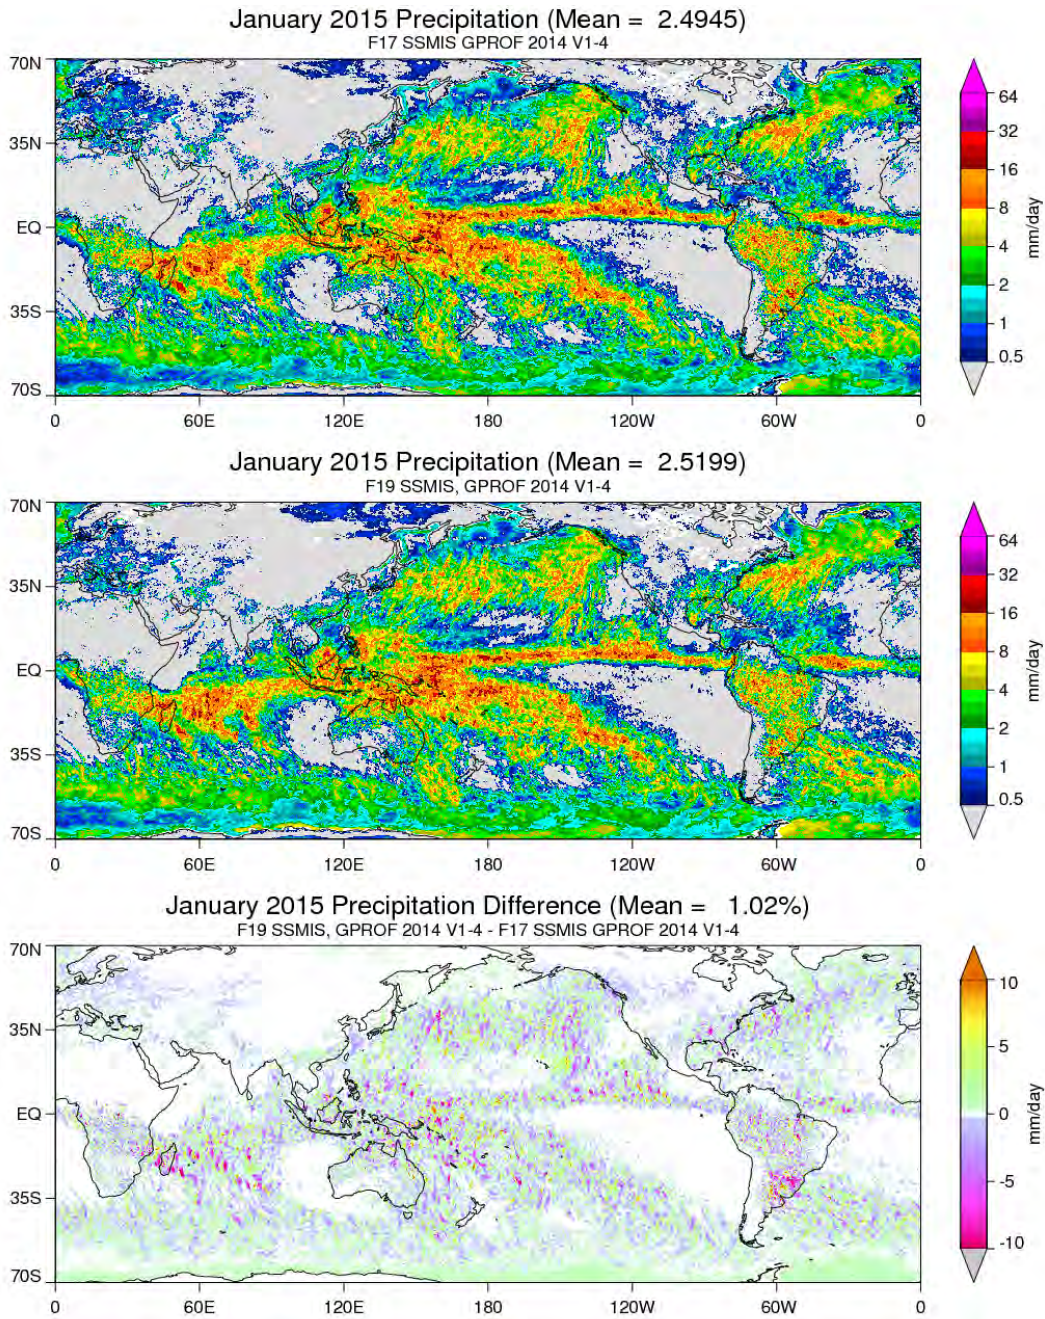 January 2015 Precipitation (Mean = 2.4945)
F17 SSMIS GPROF 2014 V1-4
70N
35N
EQ
35S
70S
0 60E 120E 180 120W 60W 0
64
32
16
8
4
2
1
0.5
mm/day
January 2015 Precipitation (Mean = 2.5199)
F19 SSMIS, GPROF 2014 V1-4
70N
35N
EQ
35S
70S
0 60E 120E 180 120W 60W 0
64
32
16
8
4
2
1
0.5
mm/day
January 2015 Precipitation Difference (Mean = 1.02%)
F19 SSMIS, GPROF 2014 V1-4 - F17 SSMIS GPROF 2014 V1-4
70N
35N
EQ
35S
70S
0 60E 120E 180 120W 60W 0
10
5
0
-5
-10
mm/day